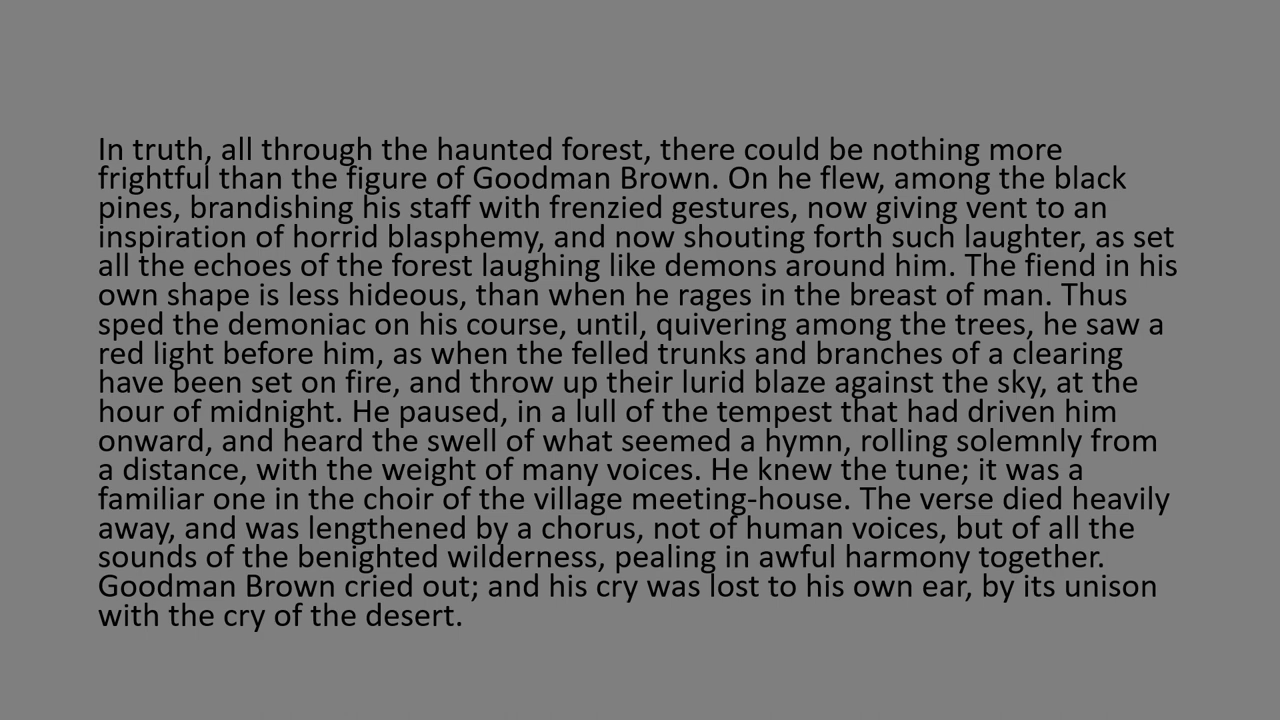 In truth, all through the haunted forest, there could be nothing more
frightful than the figure of Goodman Brown. On he flew, among the black
pines, brandishing his staff with frenzied gestures, now giving vent to an
inspiration of horrid blasphemy, and now shouting forth such laughter, as set
all the echoes of the forest laughing like demons around him. The fiend in his
own shape is less hideous, than when he rages in the breast of man. Thus
sped the demoniac on his course, until, quivering among the trees, he saw a
red light before him, as when the felled trunks and branches of a clearing
have been set on fire, and throw up their lurid blaze against the sky, at the
hour of midnight. He paused, in a lull of the tempest that had driven him
onward, and heard the swell of what seemed a hymn, rolling solemnly from
a distance, with the weight of many voices. He knew the tune; it was a
familiar one in the choir of the village meeting-house. The verse died heavily
away, and was lengthened by a chorus, not of human voices, but of all the
sounds of the benighted wilderness, pealing in awful harmony together.
Goodman Brown cried out; and his cry was lost to his own ear, by its unison
with the cry of the desert.